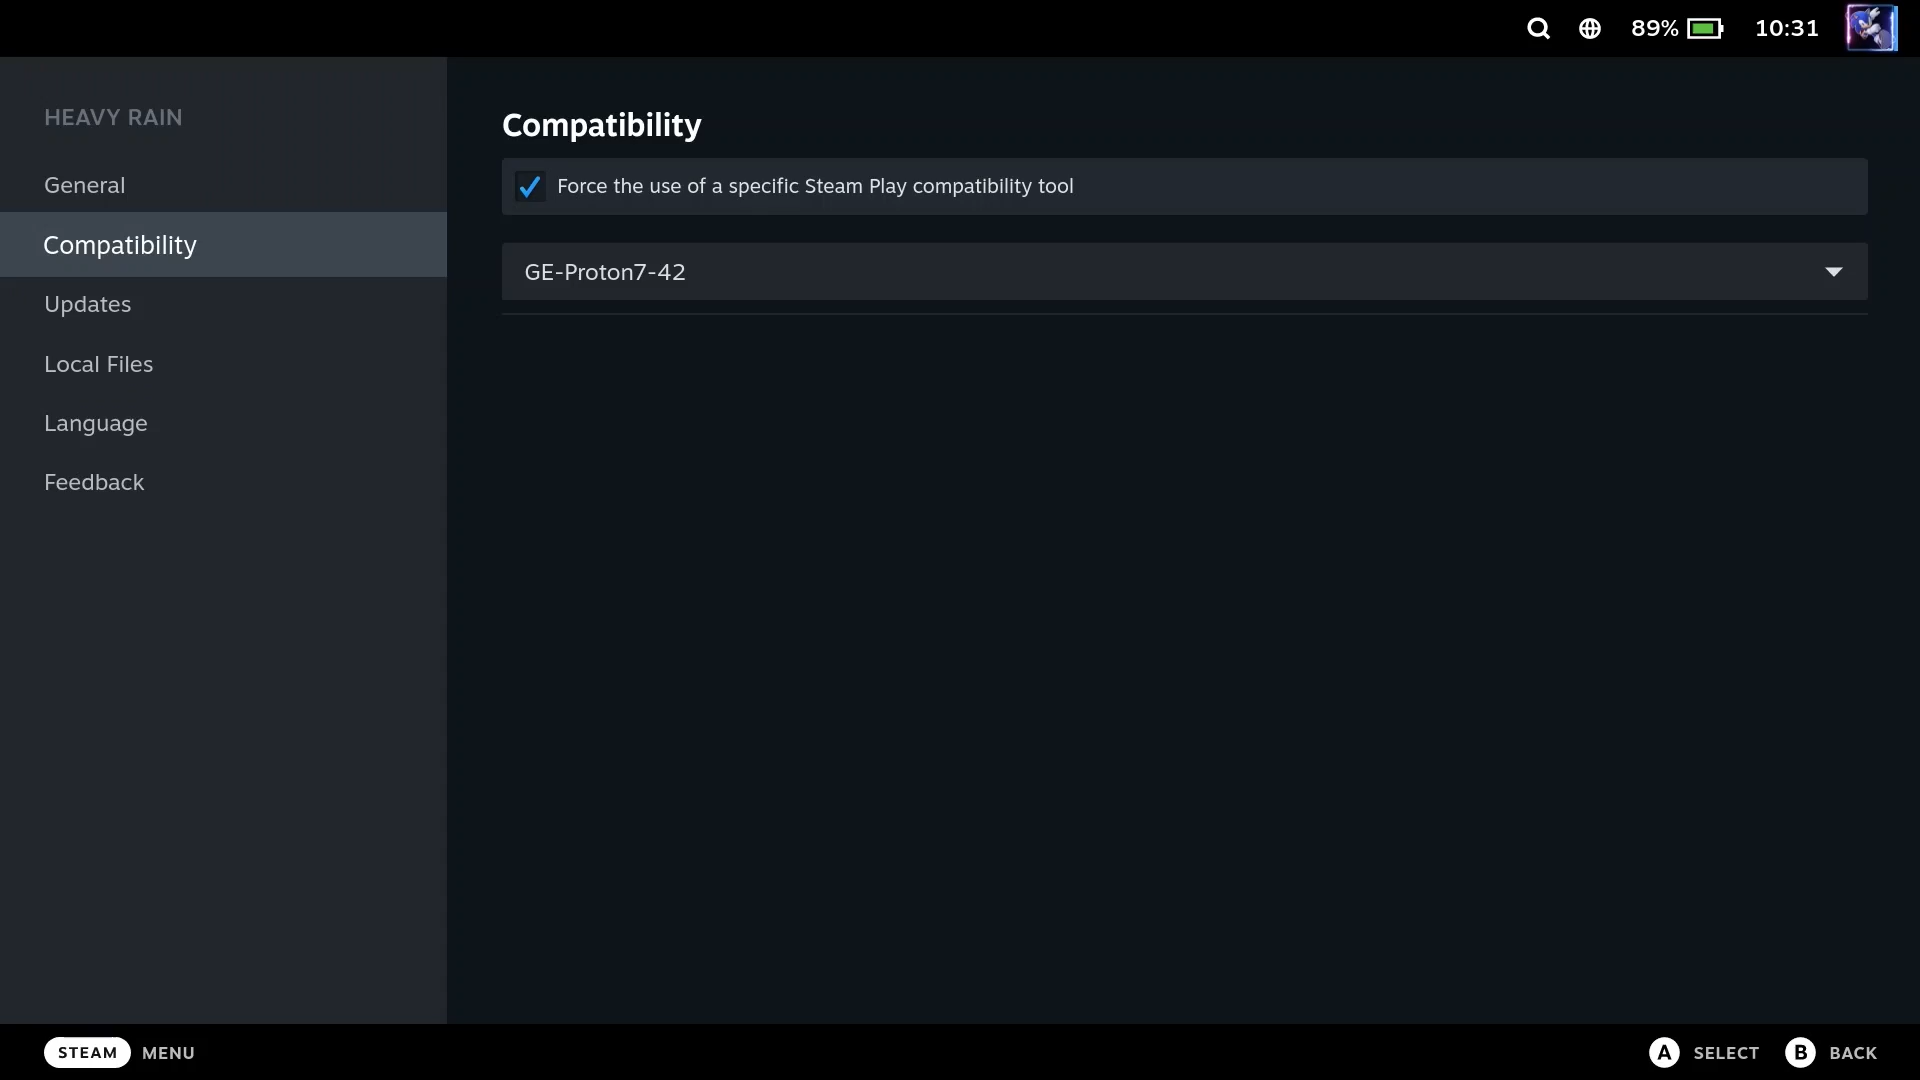 89%
10:31
HEAVY RAIN
General
Compatibility
Updates
Local Files
Language
Feedback
Compatibility
Force the use of a specific Steam Play compatibility tool
GE-Proton7-42
STEAM MENU
A SELECT B BACK